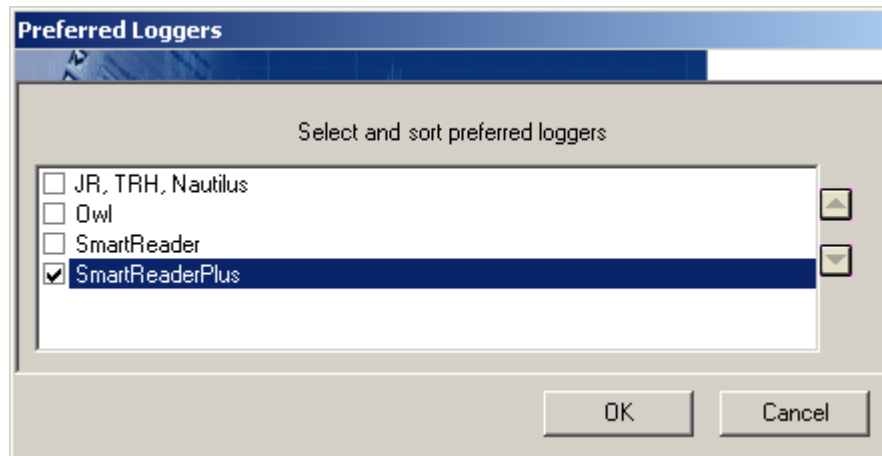 Preferred Loggers
Select and sort preferred loggers
JR, TRH, Nautilus
Owl
SmartReader
SmartReaderPlus
OK Cancel